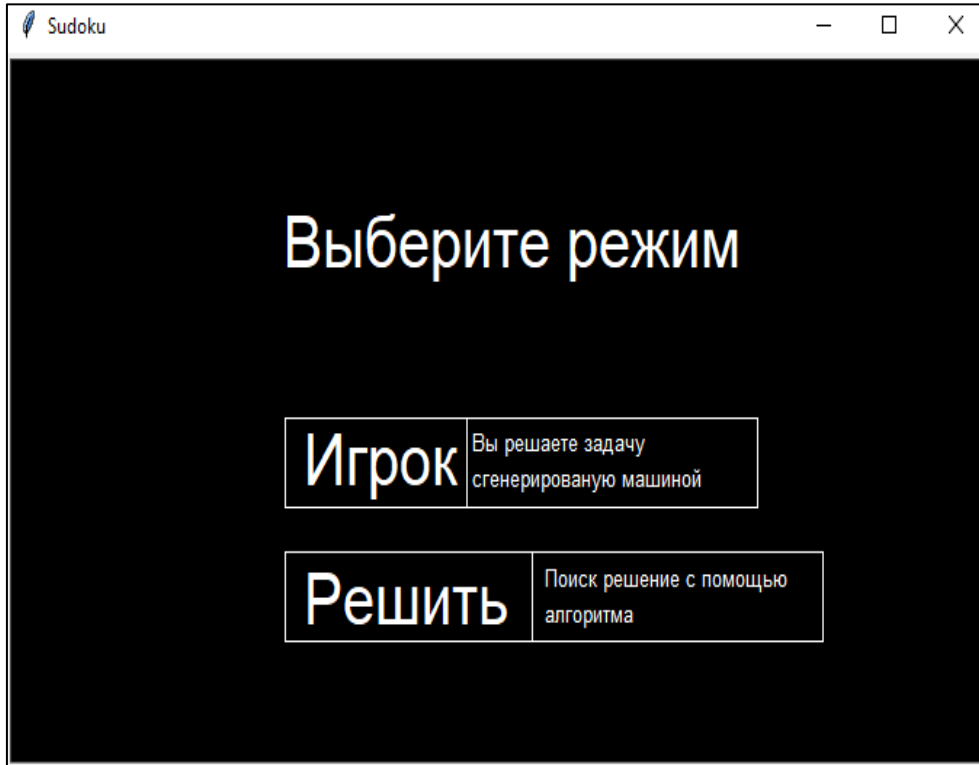 Sudoku
Выберите режим
Игрок
Вы решаете задачу
сгенерированую машиной
Решить
Поиск решение с помощью
алгоритма